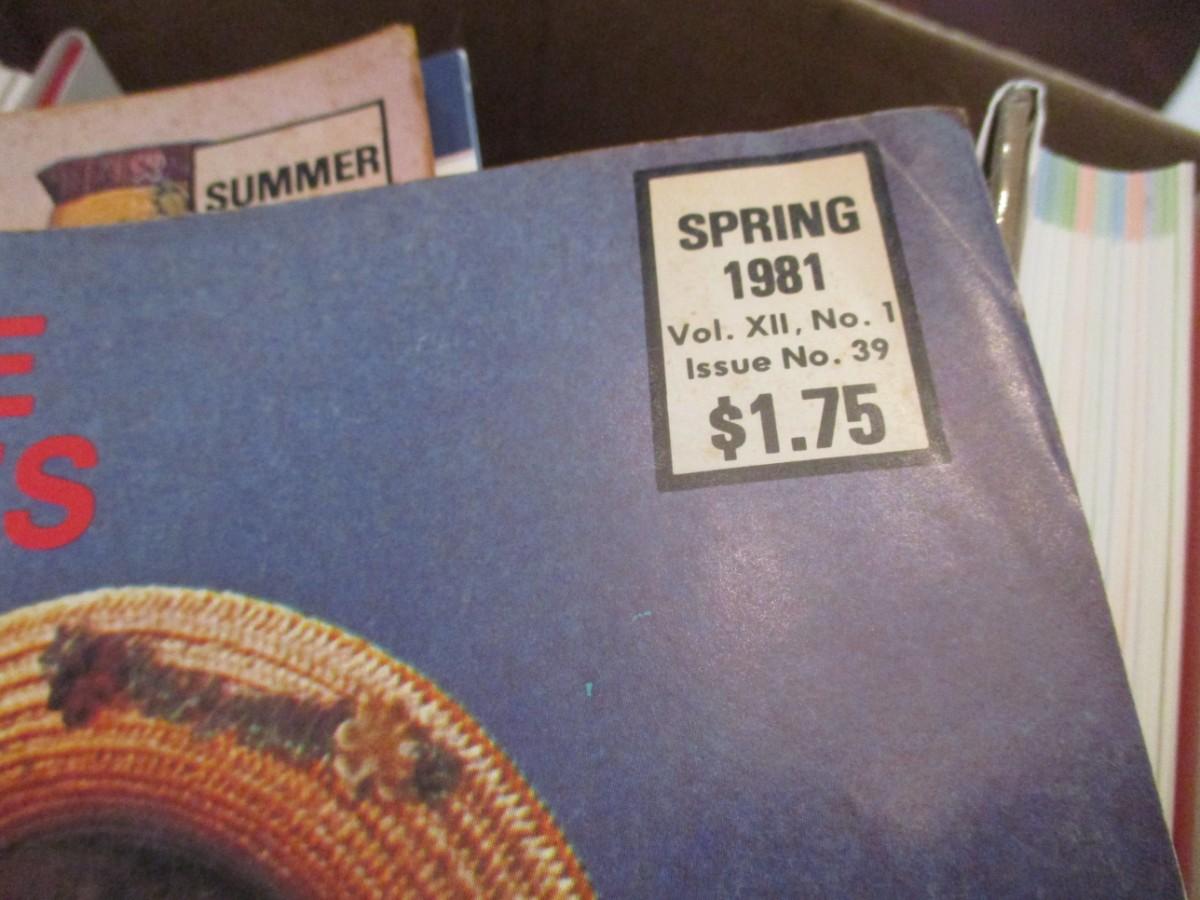 SUMMER
SPRING
1981
Vol. XII, No. 1
Issue No. 39
$1.75
E
S